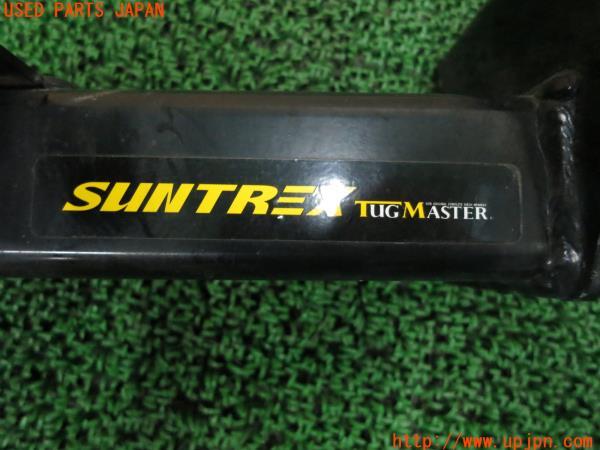 USED PARTS JAPAN
SUNTREX TUGMASTER
http://www.upjpn.com/